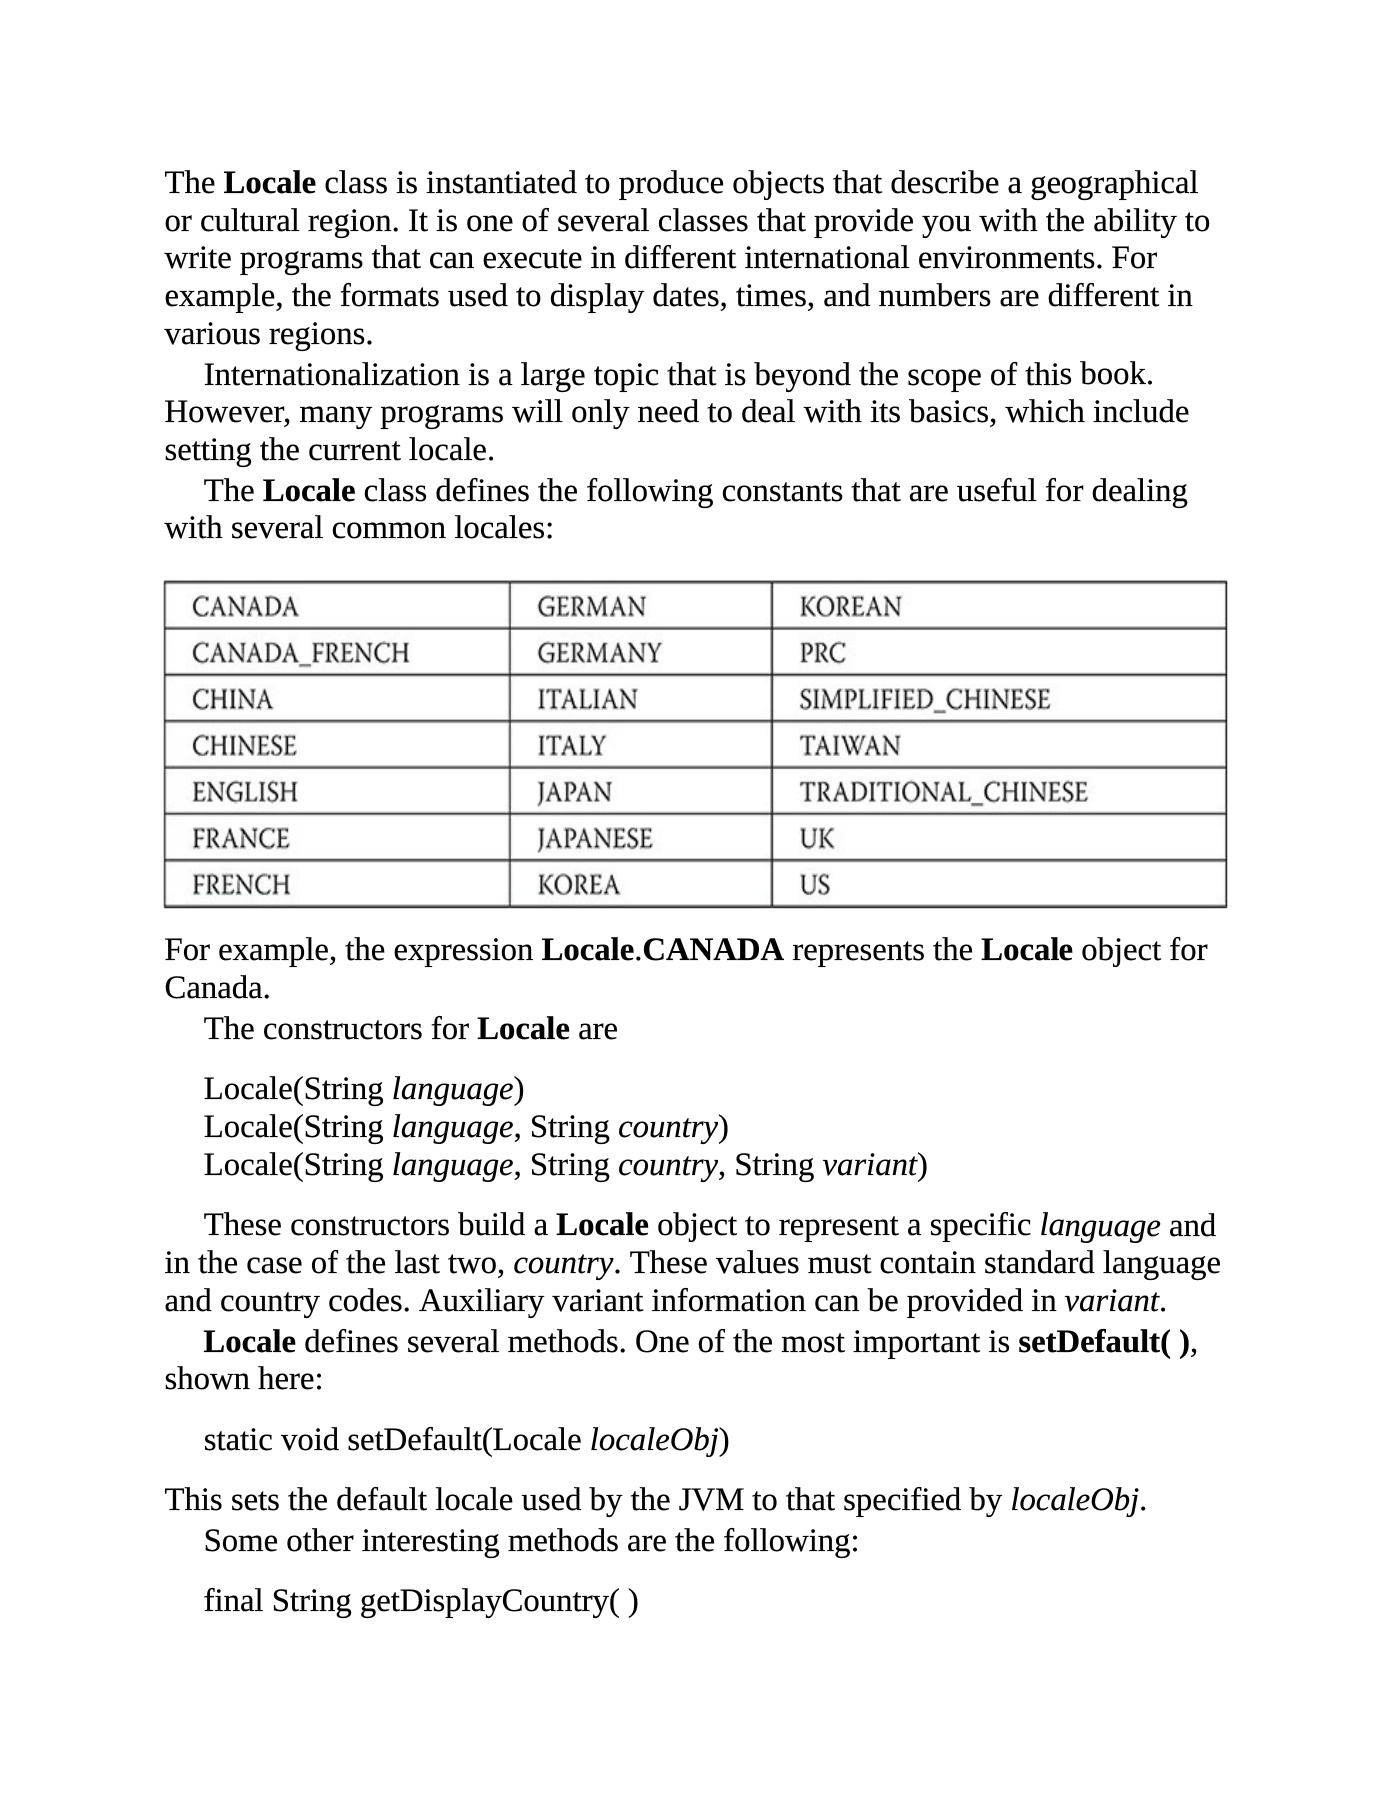 The Locale class is instantiated to produce objects that describe a geographical
or cultural region. It is one of several classes that provide you with the ability to
write programs that can execute in different international environments. For
example, the formats used to display dates, times, and numbers are different in
various regions.
Internationalization is a large topic that is beyond the scope of this book.
However, many programs will only need to deal with its basics, which include
setting the current locale.
The Locale class defines the following constants that are useful for dealing
with several common locales:
CANADA GERMAN KOREAN
CANADA_FRENCH GERMANY PRC
CHINA ITALIAN SIMPLIFIED_CHINESE
CHINESE ITALY TAIWAN
ENGLISH JAPAN TRADITIONAL_CHINESE
FRANCE JAPANESE UK
FRENCH KOREA US
For example, the expression Locale.CANADA represents the Locale object for
Canada.
The constructors for Locale are
Locale(String language)
Locale(String language, String country)
Locale(String language, String country, String variant)
These constructors build a Locale object to represent a specific language and
in the case of the last two, country. These values must contain standard language
and country codes. Auxiliary variant information can be provided in variant.
Locale defines several methods. One of the most important is setDefault( ),
shown here:
static void setDefault(Locale localeObj)
This sets the default locale used by the JVM to that specified by localeObj.
Some other interesting methods are the following:
final String getDisplayCountry( )